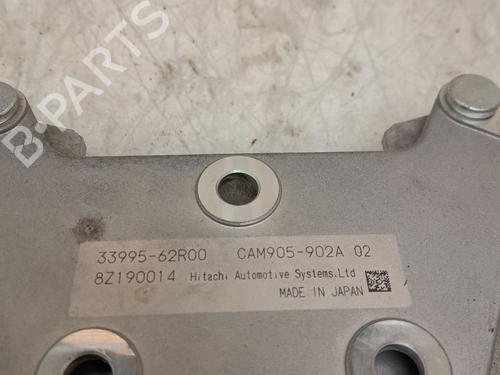 B-PARTS
33995-62R00 CAM905-902A 02
8Z190014 Hitachi Automotive Systems.Ltd
MADE IN JAPAN